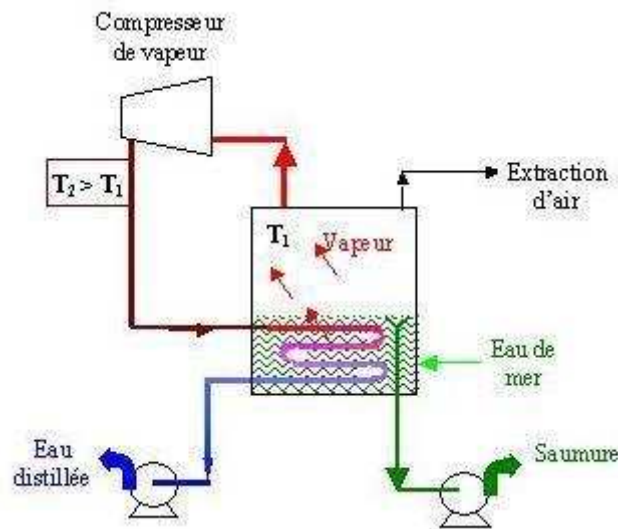 Compresseur
de vapeur
T₂ > T₁
Extraction
d'air
T₁ Vapeur
Eau de
mer
Eau
distillée
Saumure